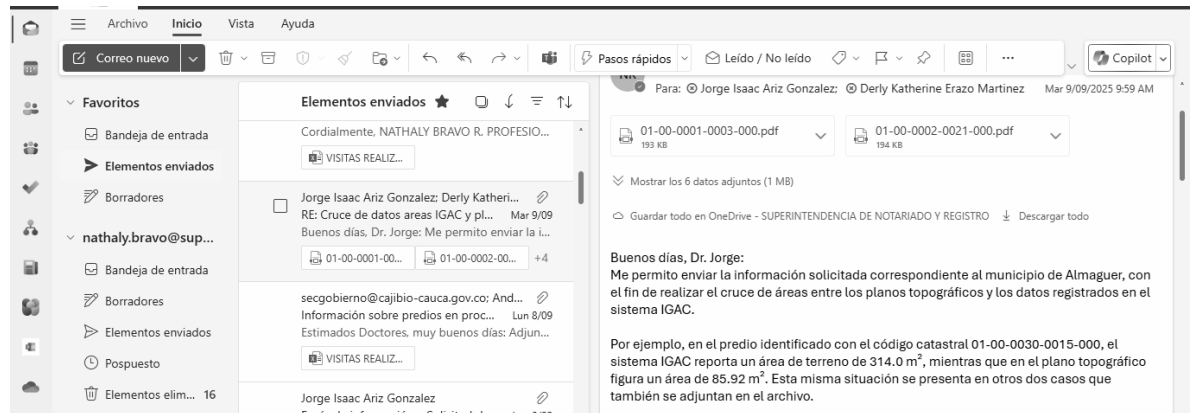 Archivo Inicio Vista Ayuda
Correo nuevo
Pasos rápidos
Leído / No leído
Copilot
Favoritos
Bandeja de entrada
Elementos enviados
Borradores
nathaly.bravo@sup...
Bandeja de entrada
Borradores
Elementos enviados
Pospuesto
Elementos elim... 16
Elementos enviados
Cordialmente, NATHALY BRAVO R. PROFESIO...
VISITAS REALIZ...
Jorge Isaac Ariz Gonzalez; Derly Katheri...
RE: Cruce de datos areas IGAC y pl... Mar 9/09
Buenos días, Dr. Jorge: Me permito enviar la i...
01-00-0001-00... 01-00-0002-00... +4
secgobierno@cajibio-cauca.gov.co; And...
Información sobre predios en proc... Lun 8/09
Estimados Doctores, muy buenos días: Adjun...
VISITAS REALIZ...
Jorge Isaac Ariz Gonzalez
Para: Jorge Isaac Ariz Gonzalez; Derly Katherine Erazo Martinez Mar 9/09/2025 9:59 AM
01-00-0001-0003-000.pdf
193 KB
01-00-0002-0021-000.pdf
194 KB
Mostrar los 6 datos adjuntos (1 MB)
Guardar todo en OneDrive - SUPERINTENDENCIA DE NOTARIADO Y REGISTRO Descargar todo
Buenos días, Dr. Jorge:
Me permito enviar la información solicitada correspondiente al municipio de Almaguer, con
el fin de realizar el cruce de áreas entre los planos topográficos y los datos registrados en el
sistema IGAC.
Por ejemplo, en el predio identificado con el código catastral 01-00-0030-0015-000, el
sistema IGAC reporta un área de terreno de 314.0 m², mientras que en el plano topográfico
figura un área de 85.92 m². Esta misma situación se presenta en otros dos casos que
también se adjuntan en el archivo.